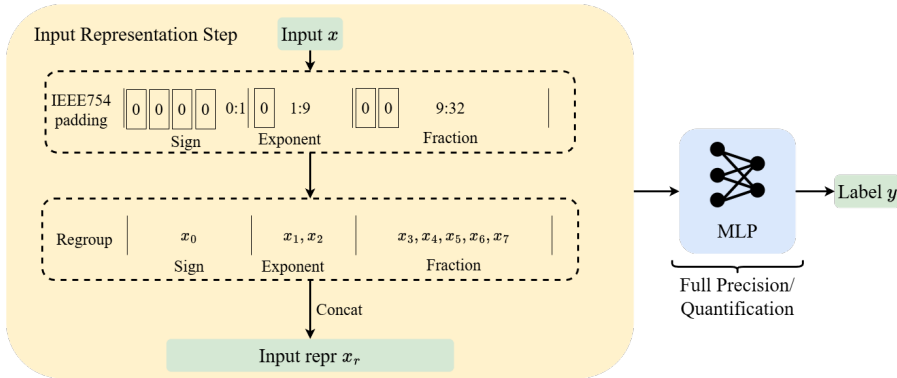 Input Representation Step
Input x
IEEE754 padding
0 0 0 0 0:1 0 1:9 0 0 9:32
Sign Exponent Fraction
Regroup
x₀ x₁, x₂ x₃, x₄, x₅, x₆, x₇
Sign Exponent Fraction
Concat
Input repr xᵣ
MLP
Full Precision/
Quantification
Label y